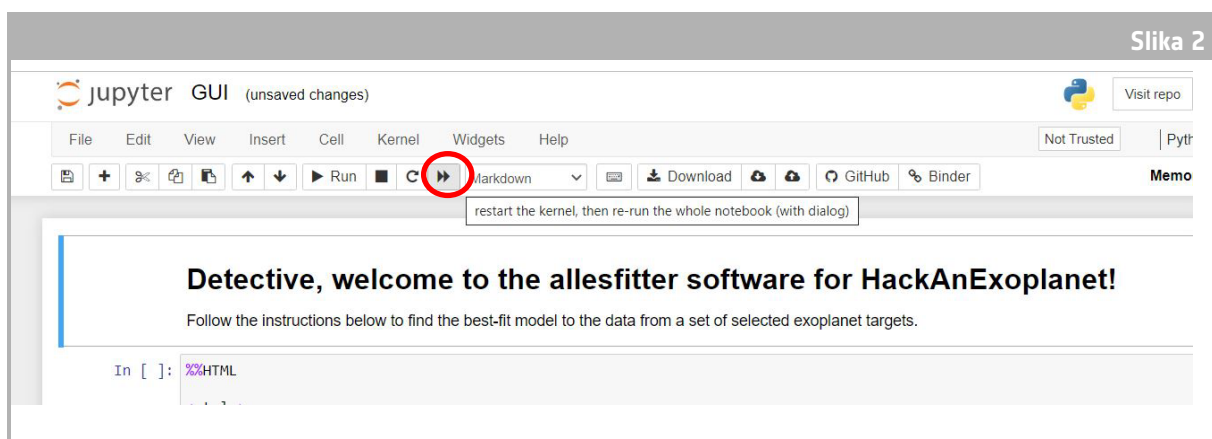 Slika 2
jupyter GUI (unsaved changes)
Visit repo
File Edit View Insert Cell Kernel Widgets Help
Not Trusted
Run Markdown Download GitHub Binder
restart the kernel, then re-run the whole notebook (with dialog)
Detective, welcome to the allesfitter software for HackAnExoplanet!
Follow the instructions below to find the best-fit model to the data from a set of selected exoplanet targets.
In [ ]: %%HTML